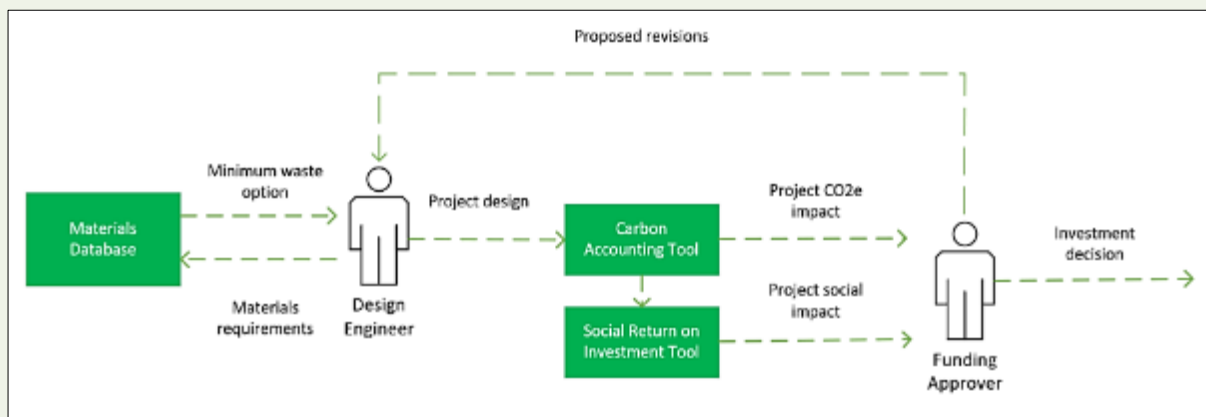 Proposed revisions
Minimum waste
option
Materials
Database
Materials
requirements
Design
Engineer
Project design
Carbon
Accounting Tool
Social Return on
Investment Tool
Project CO2e
impact
Project social
impact
Funding
Approver
Investment
decision